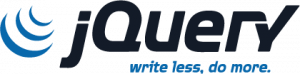 jQuery
write less, do more.